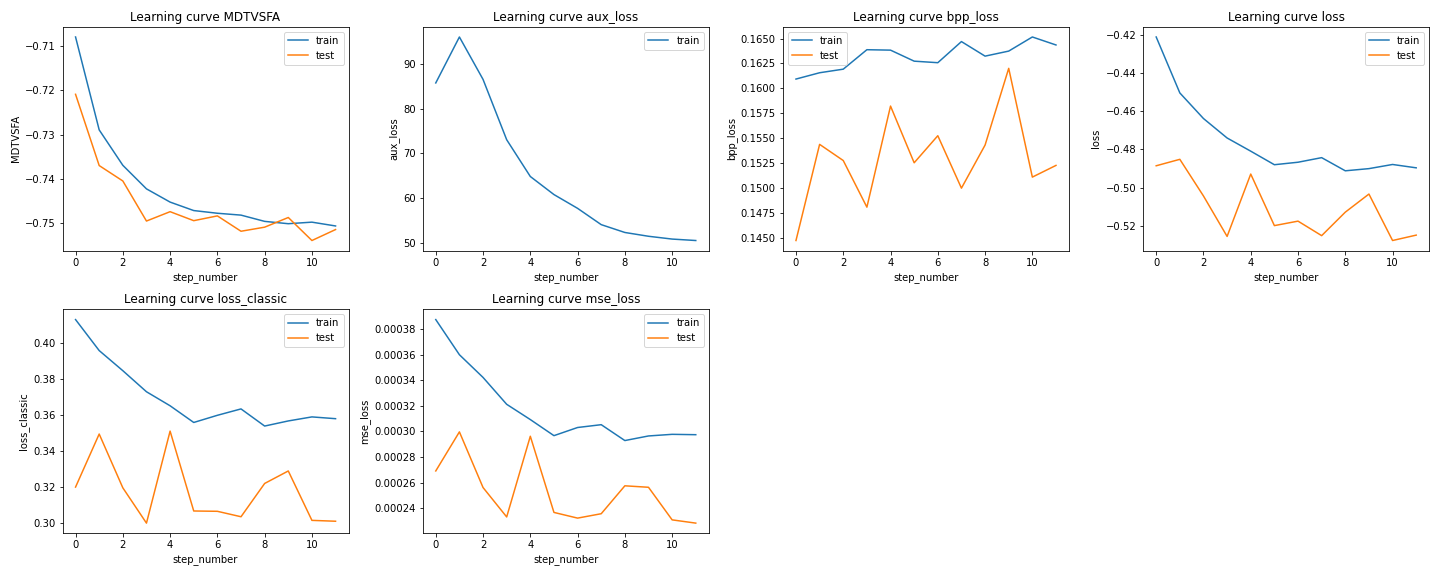 Learning curve MDTVSFA
MDTVSFA
−0.71
−0.72
−0.73
−0.74
−0.75
train
test
0 2 4 6 8 10
step_number
Learning curve aux_loss
aux_loss
90
80
70
60
50
train
0 2 4 6 8 10
step_number
Learning curve bpp_loss
bpp_loss
0.1650
0.1625
0.1600
0.1575
0.1550
0.1525
0.1500
0.1475
0.1450
train
test
0 2 4 6 8 10
step_number
Learning curve loss
loss
−0.42
−0.44
−0.46
−0.48
−0.50
−0.52
train
test
0 2 4 6 8 10
step_number
Learning curve loss_classic
loss_classic
0.40
0.38
0.36
0.34
0.32
0.30
train
test
0 2 4 6 8 10
step_number
Learning curve mse_loss
mse_loss
0.00038
0.00036
0.00034
0.00032
0.00030
0.00028
0.00026
0.00024
train
test
0 2 4 6 8 10
step_number